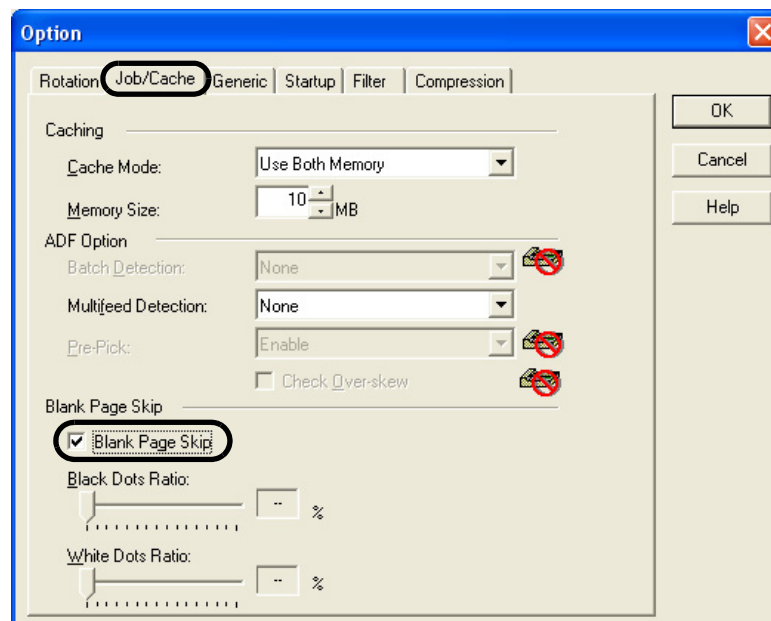 Option
Rotation Job/Cache Generic Startup Filter Compression
OK
Cancel
Help
Caching
Cache Mode: Use Both Memory
Memory Size: 10 MB
ADF Option
Batch Detection: None
Multifeed Detection: None
Pre-Pick: Enable
Check Over-skew
Blank Page Skip
Blank Page Skip
Black Dots Ratio:
-- %
White Dots Ratio:
-- %